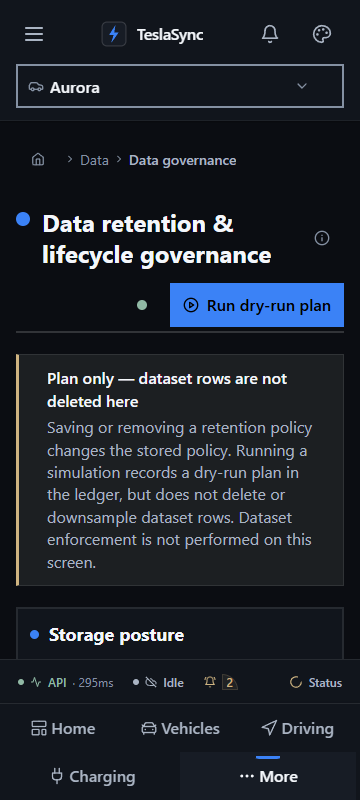 TeslaSync
Aurora
Data
Data governance
Data retention &
lifecycle governance
Run dry-run plan
Plan only — dataset rows are not
deleted here
Saving or removing a retention policy
changes the stored policy. Running a
simulation records a dry-run plan in
the ledger, but does not delete or
downsample dataset rows. Dataset
enforcement is not performed on this
screen.
Storage posture
API · 295ms
Idle
2
Status
Home
Vehicles
Driving
Charging
More